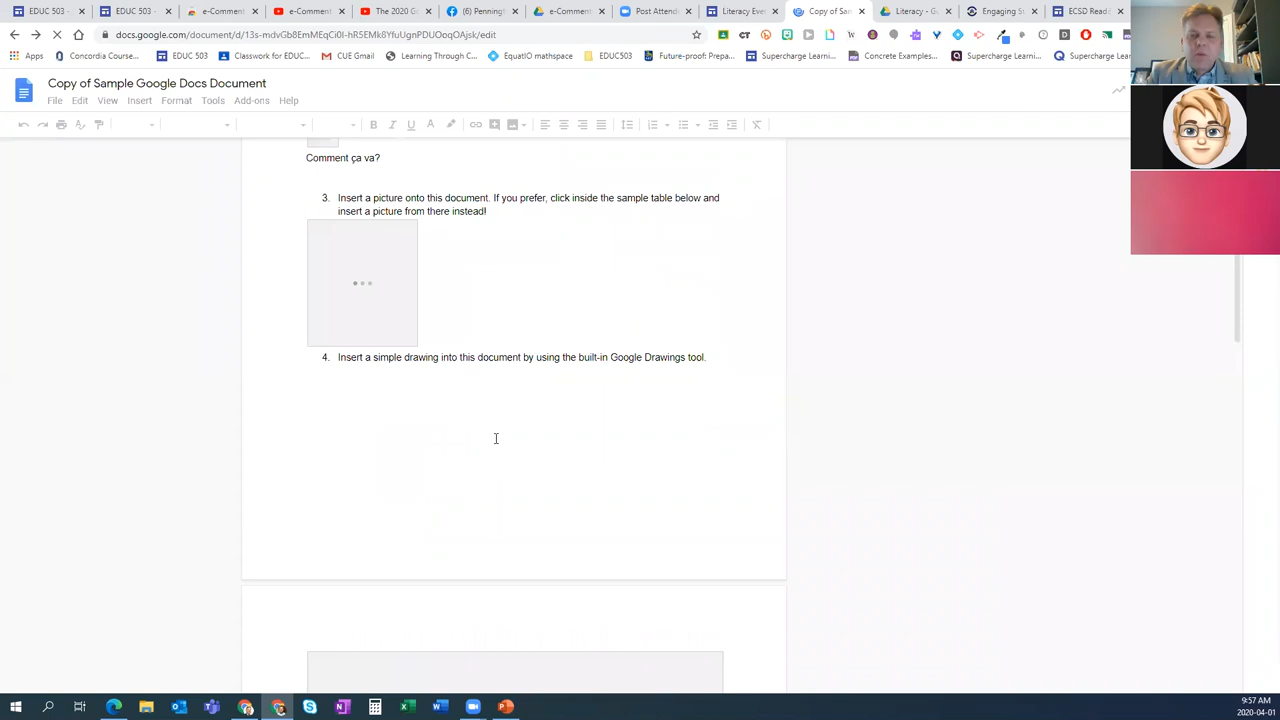 EDUC 503 - 
EDUC 503 - 
e-Comment
e-Comment
The 2020 G
(6) Penning
e-Comment
Post Attend
Literacy Eve
Copy of Sam
Literacy - G
Engaging S
ECSD Read
docs.google.com/document/d/13s-mdvGb8EmMEqCi0I-hR5EMk8YfuUgnPDUOoqOAjsk/edit
Apps
Concordia Course...
EDUC 503
Classwork for EDUc...
CUE Gmail
Learning Through C...
EquatIO mathspace
EDUC503
Future-proof: Prepa...
Supercharge Learni...
Concrete Examples...
Supercharge Learni...
Supercharge Learni...
Copy of Sample Google Docs Document
File Edit View Insert Format Tools Add-ons Help
Comment ça va?
3. Insert a picture onto this document. If you prefer, click inside the sample table below and
insert a picture from there instead!
4. Insert a simple drawing into this document by using the built-in Google Drawings tool.
9:57 AM
2020-04-01